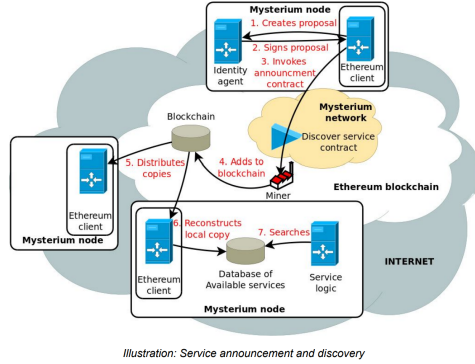 Mysterium node
1. Creates proposal
2. Signs proposal
3. Invokes
announcment
contract
Identity
agent
Ethereum
client
Mysterium
network
Discover service
contract
Blockchain
4. Adds to
blockchain
Miner
Ethereum blockchain
5. Distributes
copies
Ethereum
client
Mysterium node
6. Reconstructs
local copy
7. Searches
Ethereum
client
Database of
Available services
Service
logic
Mysterium node
INTERNET
Illustration: Service announcement and discovery